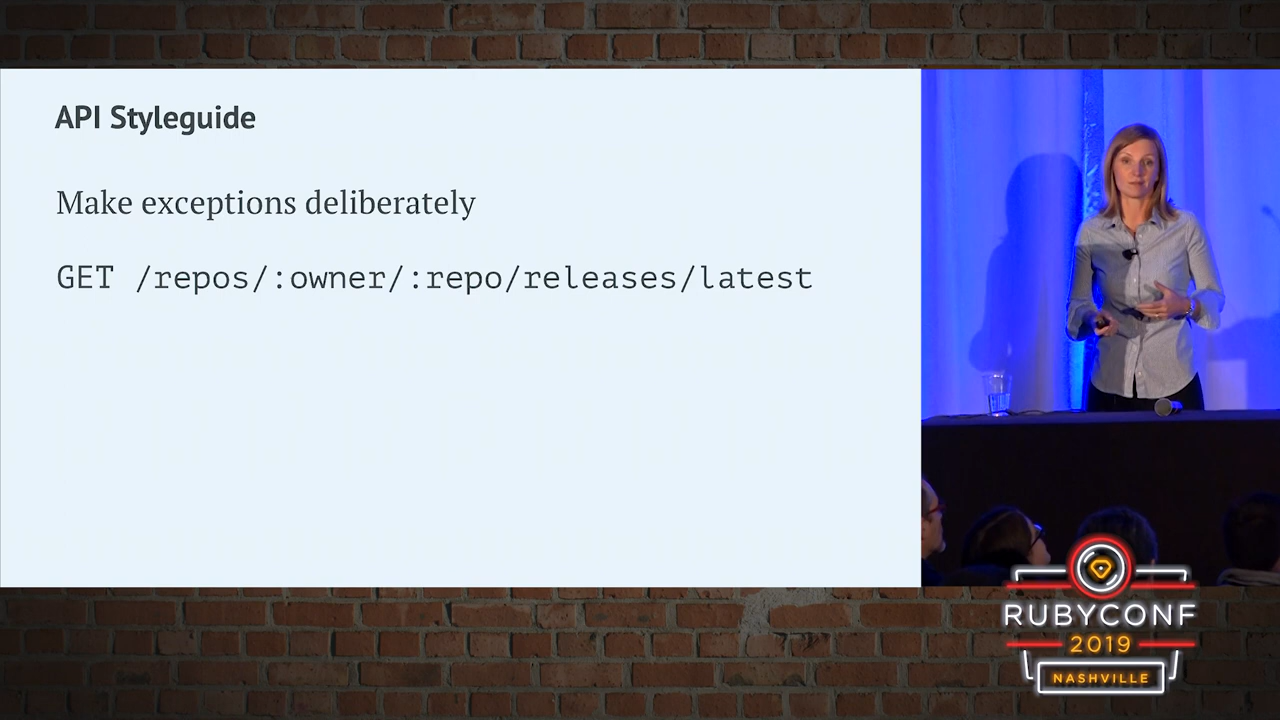 API Styleguide
Make exceptions deliberately
GET /repos/:owner/:repo/releases/latest
RUBYCONF
2019
NASHVILLE